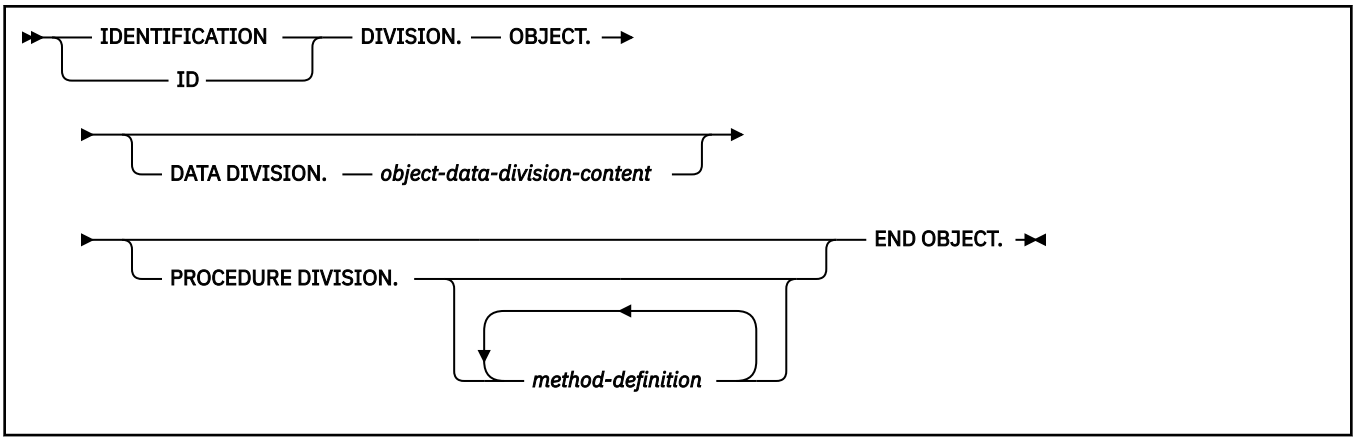 IDENTIFICATION DIVISION. OBJECT.
ID
DATA DIVISION. object-data-division-content
END OBJECT.
PROCEDURE DIVISION.
method-definition